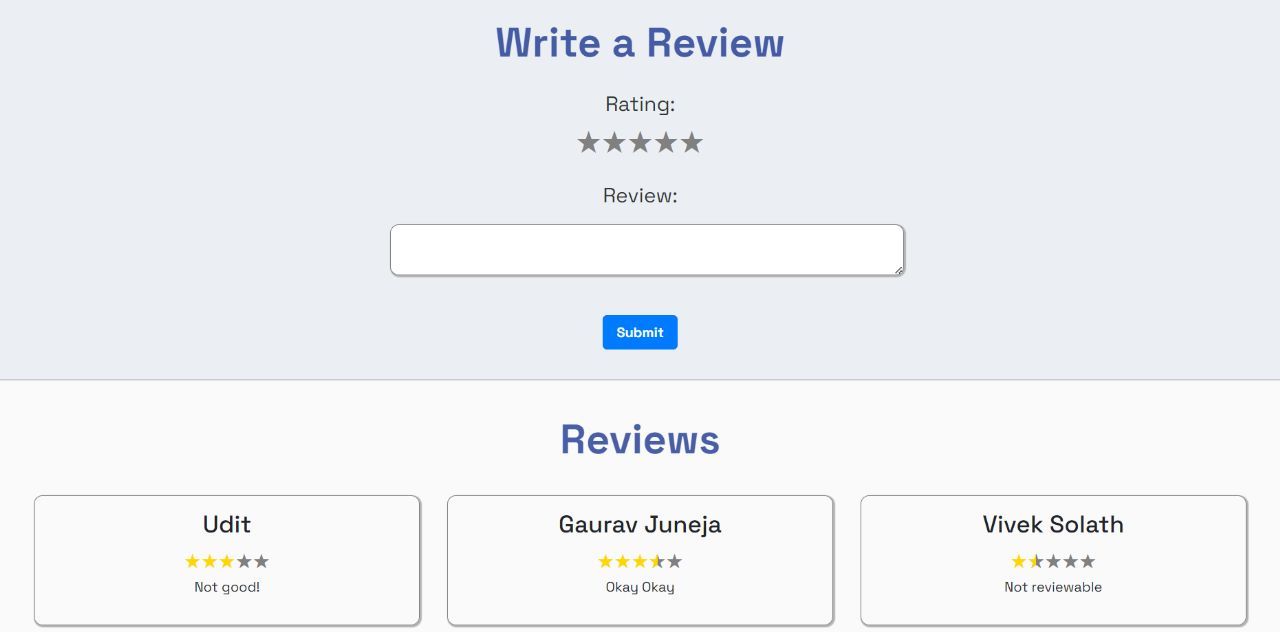 Write a Review
Rating:
Review:
Submit
Reviews
Udit
Not good!
Gaurav Juneja
Okay Okay
Vivek Solath
Not reviewable